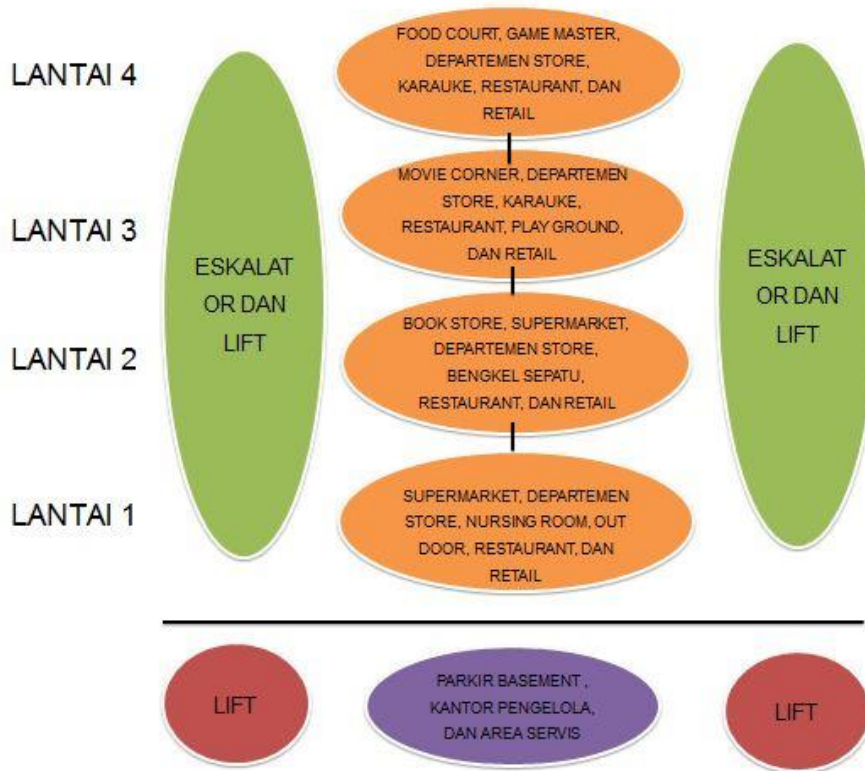 LANTAI 4
FOOD COURT, GAME MASTER,
DEPARTEMEN STORE,
KARAUKE, RESTAURANT, DAN
RETAIL
LANTAI 3
MOVIE CORNER, DEPARTEMEN
STORE, KARAUKE,
RESTAURANT, PLAY GROUND,
DAN RETAIL
ESKALAT
OR DAN
LIFT
ESKALAT
OR DAN
LIFT
LANTAI 2
BOOK STORE, SUPERMARKET,
DEPARTEMEN STORE,
BENGKEL SEPATU,
RESTAURANT, DAN RETAIL
LANTAI 1
SUPERMARKET, DEPARTEMEN
STORE, NURSING ROOM, OUT
DOOR, RESTAURANT, DAN
RETAIL
LIFT
PARKIR BASEMENT ,
KANTOR PENGELOLA,
DAN AREA SERVIS
LIFT